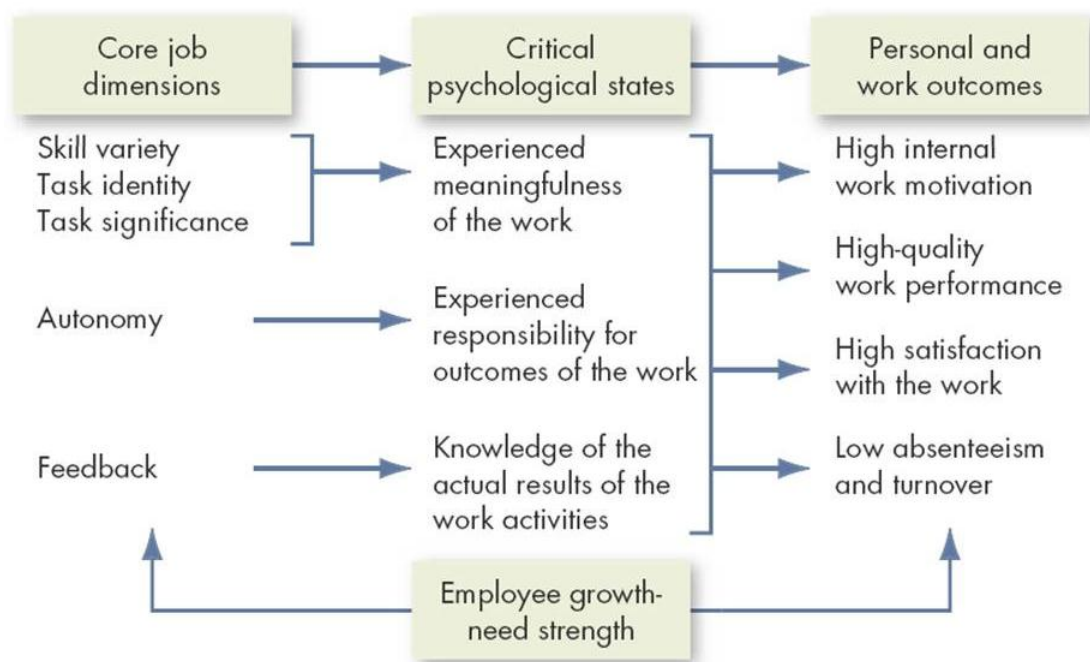 Core job
dimensions
Critical
psychological states
Personal and
work outcomes
Skill variety
Task identity
Task significance
Experienced
meaningfulness
of the work
High internal
work motivation
High-quality
work performance
Autonomy
Experienced
responsibility for
outcomes of the work
High satisfaction
with the work
Feedback
Knowledge of the
actual results of the
work activities
Low absenteeism
and turnover
Employee growth-
need strength